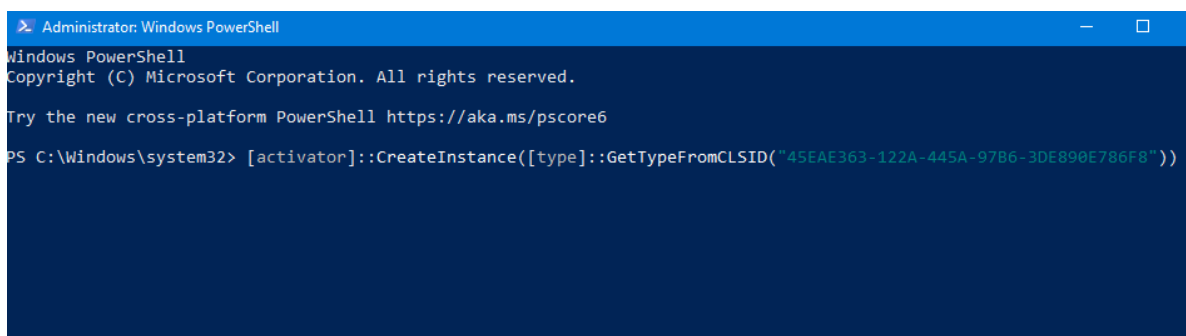 Administrator: Windows PowerShell
Windows PowerShell
Copyright (C) Microsoft Corporation. All rights reserved.
Try the new cross-platform PowerShell https://aka.ms/pscore6
PS C:\Windows\system32> [activator]::CreateInstance([type]::GetTypeFromCLSID("45EAE363-122A-445A-97B6-3DE890E786F8"))